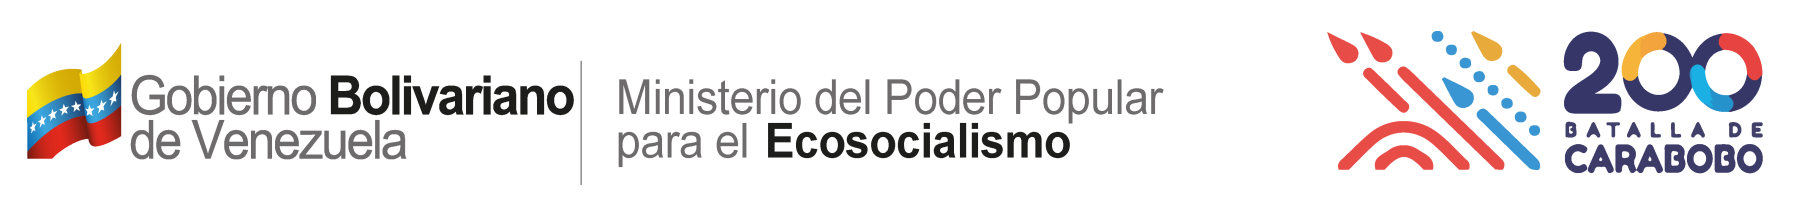 Gobierno Bolivariano
de Venezuela
Ministerio del Poder Popular
para el Ecosocialismo
200
BATALLA DE
CARABOBO